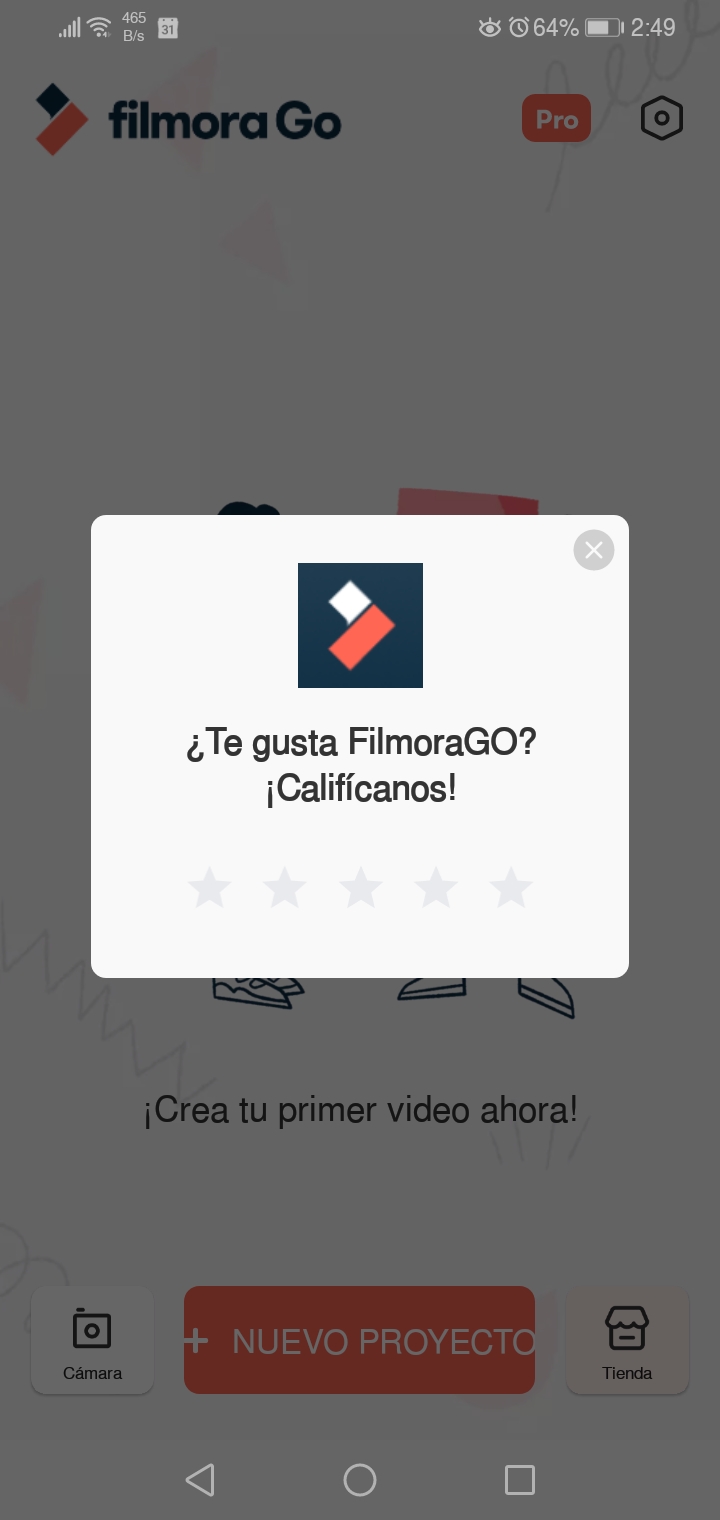 465
B/s
31
64%
2:49
filmora Go
Pro
¿Te gusta FilmoraGO?
¡Califícanos!
¡Crea tu primer video ahora!
Cámara
+ NUEVO PROYECTO
Tienda